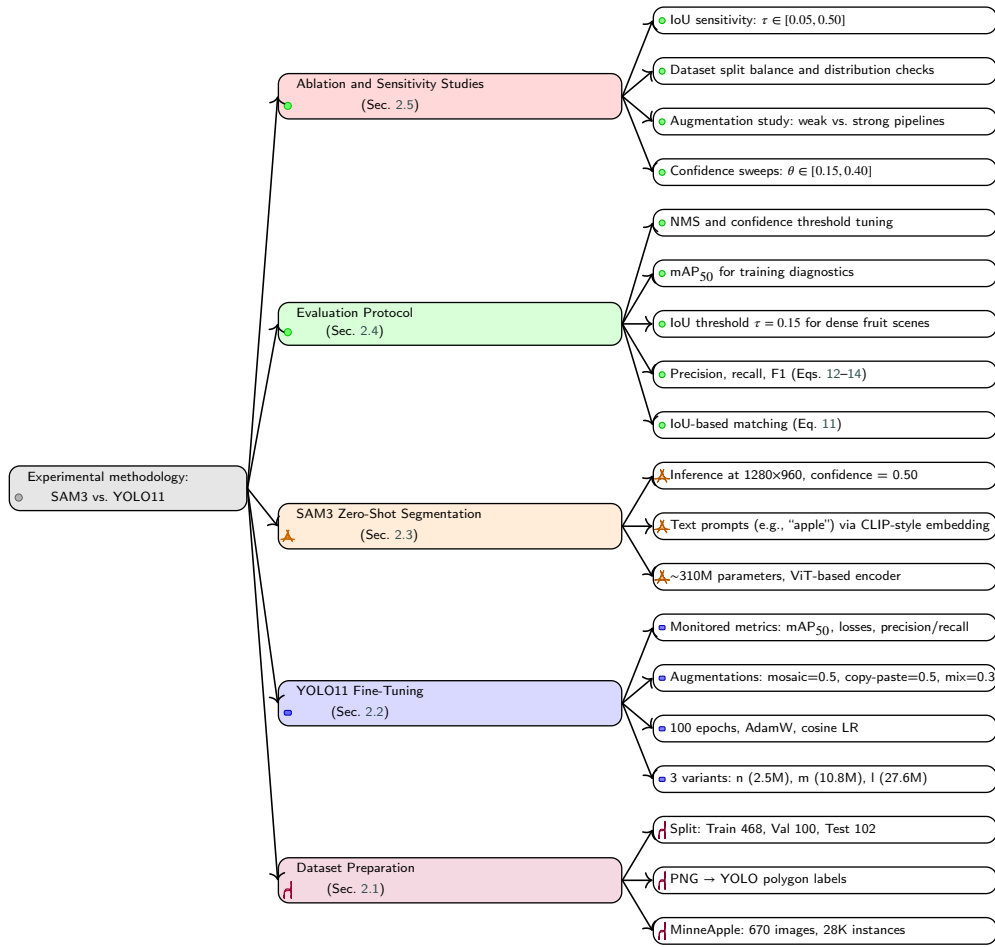 Experimental methodology:
SAM3 vs. YOLO11
Ablation and Sensitivity Studies
(Sec. 2.5)
IoU sensitivity: τ ∈ [0.05, 0.50]
Dataset split balance and distribution checks
Augmentation study: weak vs. strong pipelines
Confidence sweeps: θ ∈ [0.15, 0.40]
Evaluation Protocol
(Sec. 2.4)
NMS and confidence threshold tuning
mAP50 for training diagnostics
IoU threshold τ = 0.15 for dense fruit scenes
Precision, recall, F1 (Eqs. 12–14)
IoU-based matching (Eq. 11)
SAM3 Zero-Shot Segmentation
(Sec. 2.3)
Inference at 1280×960, confidence = 0.50
Text prompts (e.g., “apple”) via CLIP-style embedding
~310M parameters, ViT-based encoder
YOLO11 Fine-Tuning
(Sec. 2.2)
Monitored metrics: mAP50, losses, precision/recall
Augmentations: mosaic=0.5, copy-paste=0.5, mix=0.3
100 epochs, AdamW, cosine LR
3 variants: n (2.5M), m (10.8M), l (27.6M)
Dataset Preparation
(Sec. 2.1)
Split: Train 468, Val 100, Test 102
PNG → YOLO polygon labels
MinneApple: 670 images, 28K instances